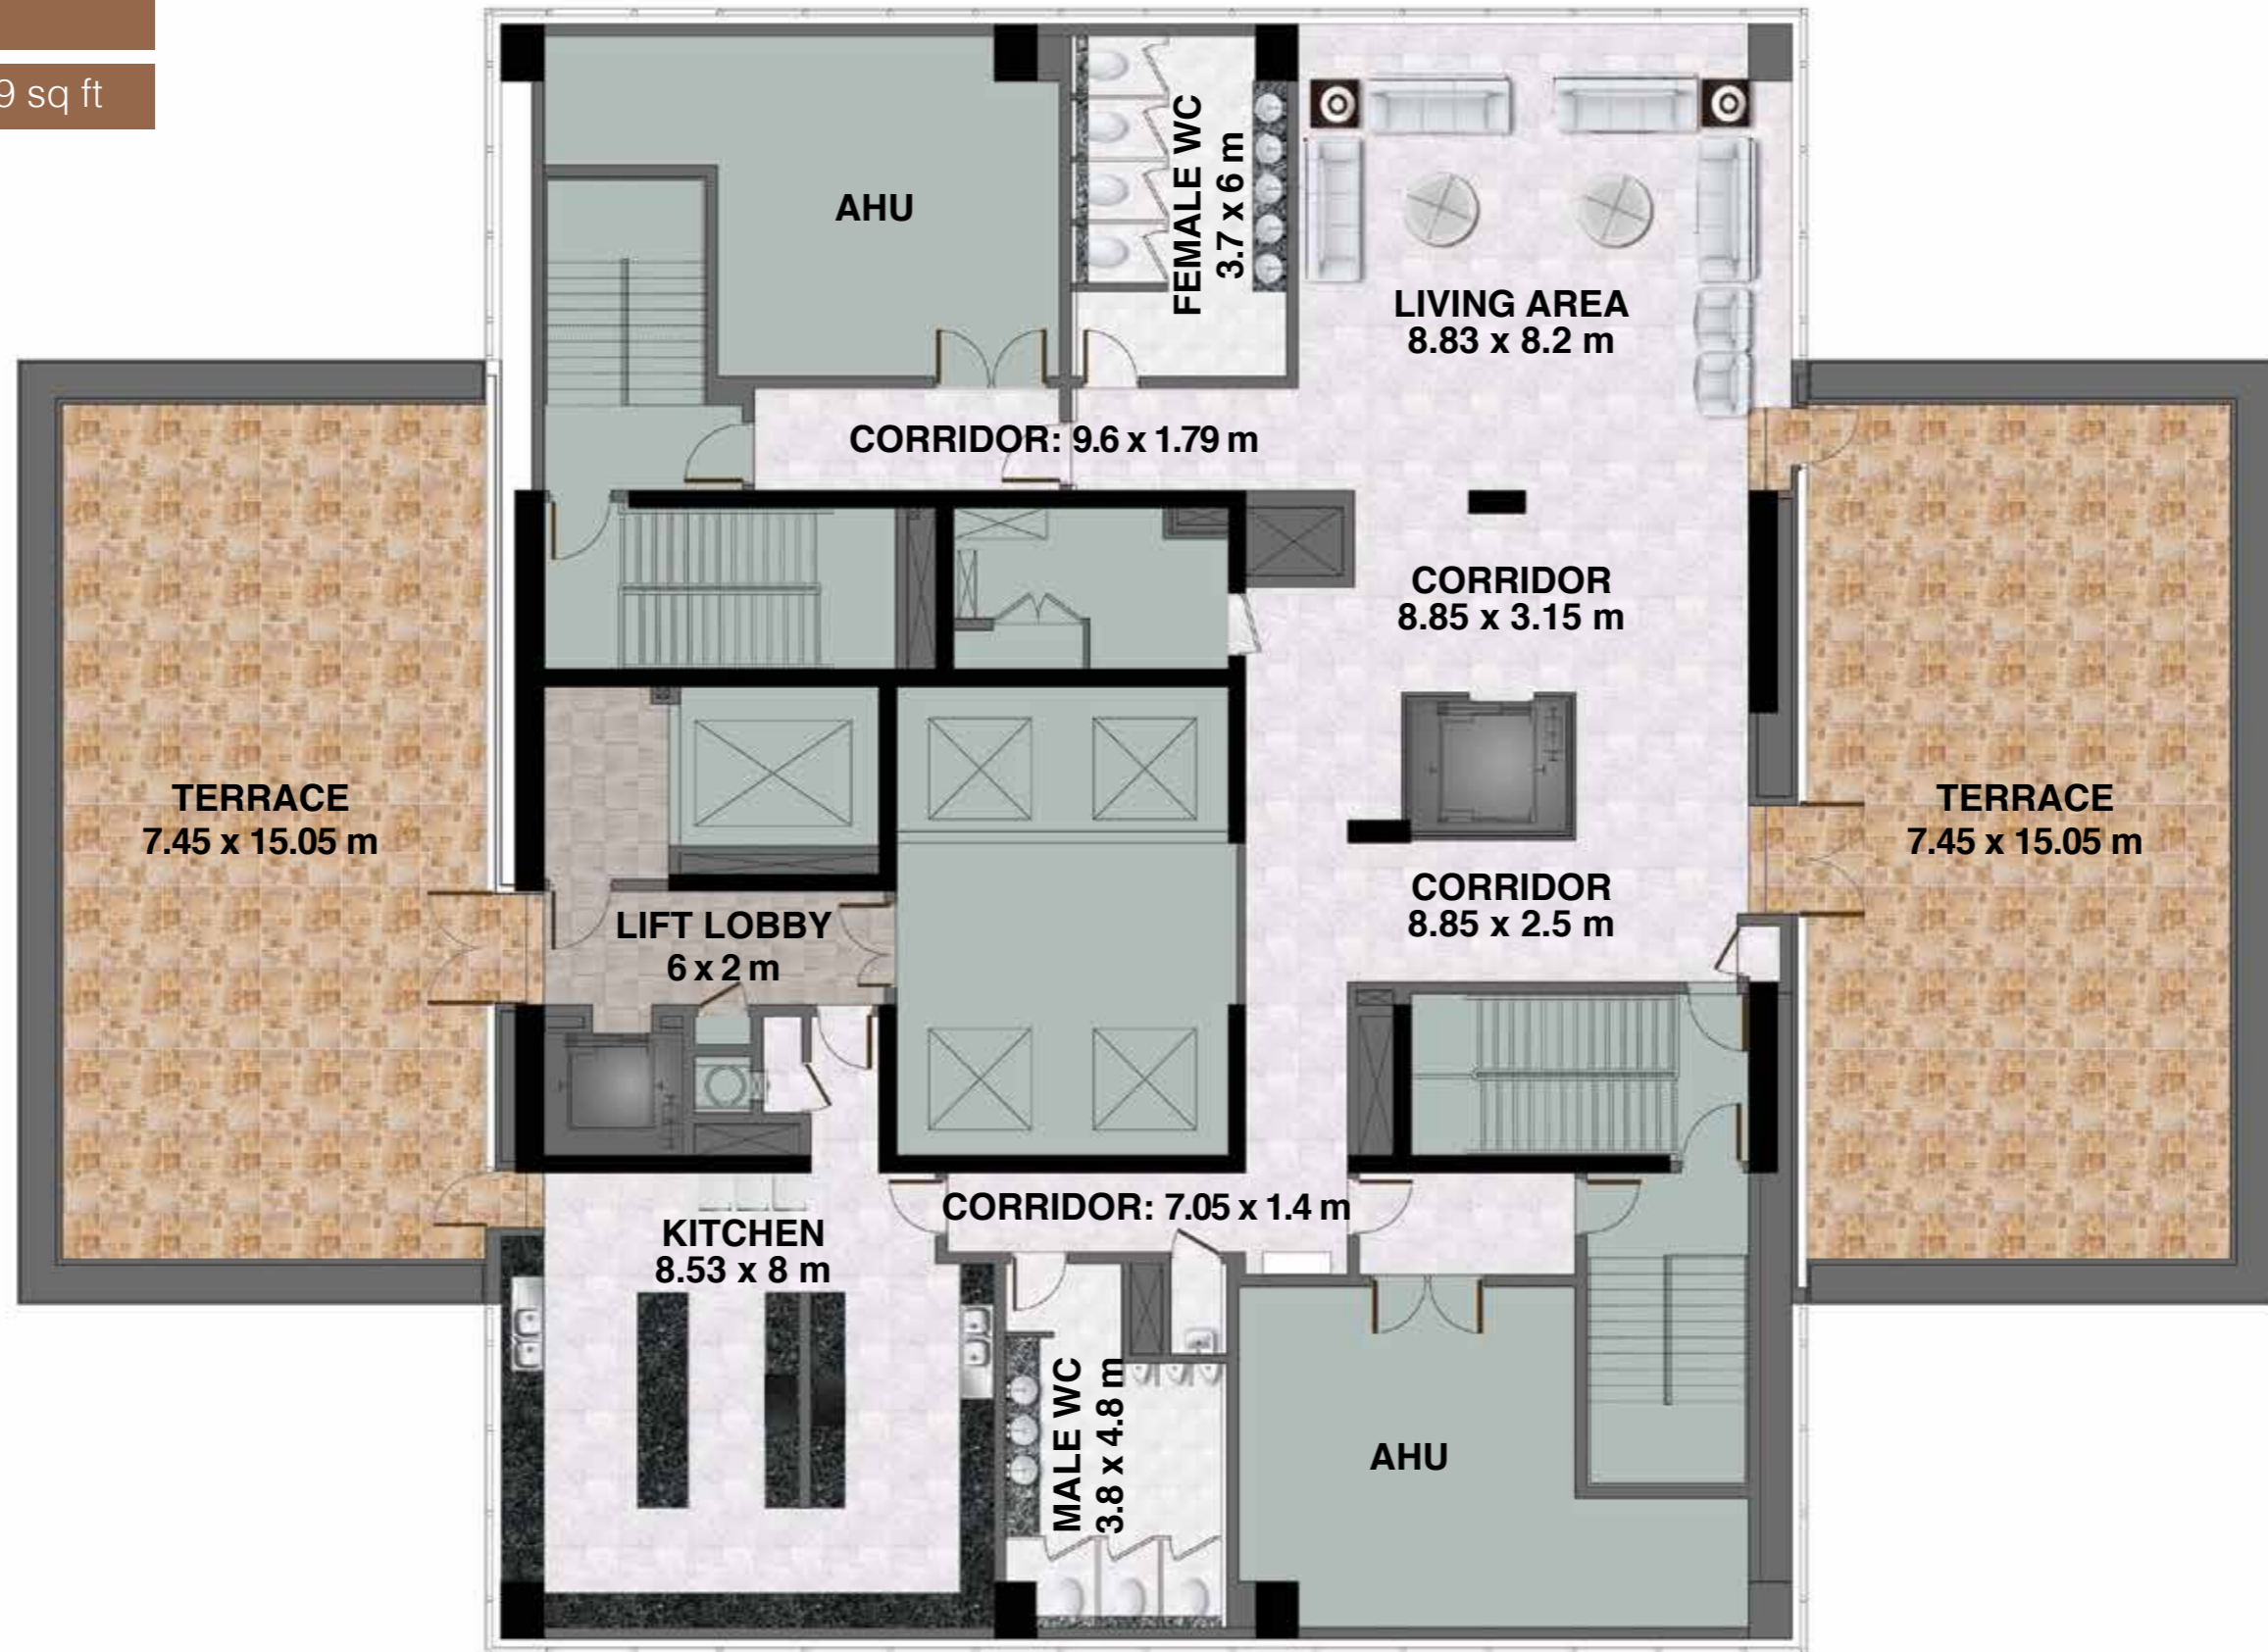 9 sq ft
AHU
FEMALE WC
3.7 x 6 m
LIVING AREA
8.83 x 8.2 m
CORRIDOR: 9.6 x 1.79 m
CORRIDOR
8.85 x 3.15 m
TERRACE
7.45 x 15.05 m
TERRACE
7.45 x 15.05 m
LIFT LOBBY
6 x 2 m
CORRIDOR
8.85 x 2.5 m
CORRIDOR: 7.05 x 1.4 m
KITCHEN
8.53 x 8 m
MALE WC
3.8 x 4.8 m
AHU